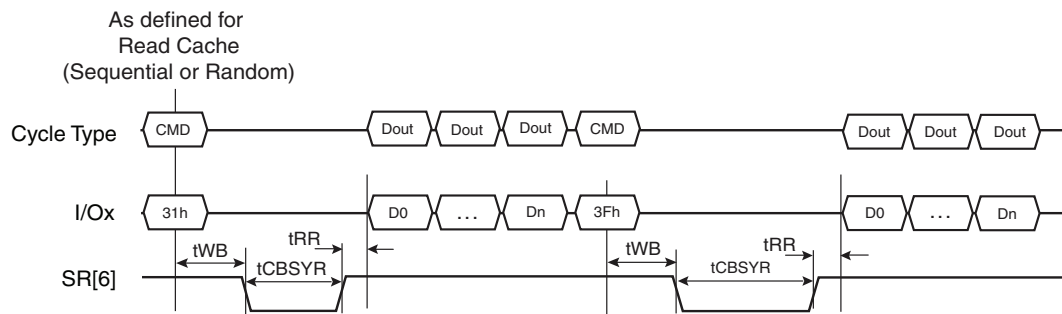 As defined for
Read Cache
(Sequential or Random)
Cycle Type CMD Dout Dout Dout CMD Dout Dout Dout
I/Ox 31h D0 ... Dn 3Fh D0 ... Dn
tWB tRR tWB tRR
SR[6] tCBSYR tCBSYR